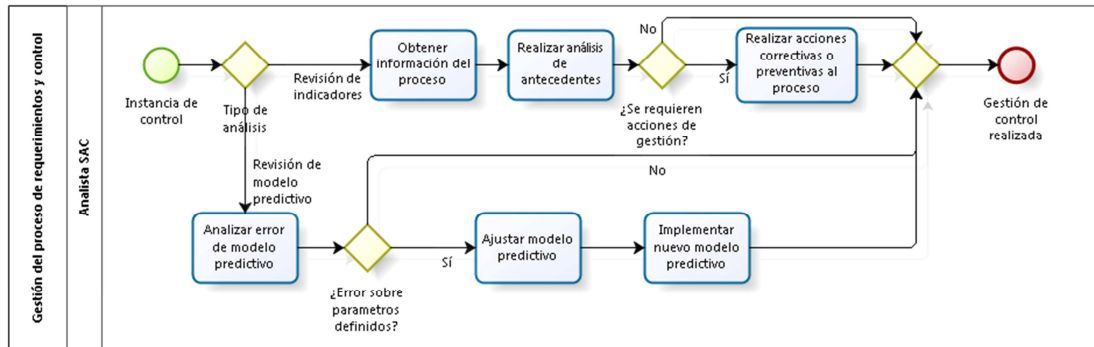 Gestión del proceso de requerimientos y control
Analista SAC
Instancia de
control
Tipo de
análisis
Revisión de
indicadores
Obtener
información del
proceso
Realizar análisis
de
antecedentes
¿Se requieren
acciones de
gestión?
No
Sí
Realizar acciones
correctivas o
preventivas al
proceso
Gestión de
control
realizada
Revisión de
modelo
predictivo
Analizar error
de modelo
predictivo
¿Error sobre
parametros
definidos?
No
Sí
Ajustar modelo
predictivo
Implementar
nuevo modelo
predictivo